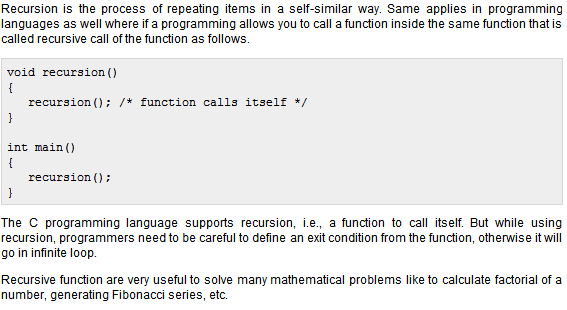 Recursion is the process of repeating items in a self-similar way. Same applies in programming
languages as well where if a programming allows you to call a function inside the same function that is
called recursive call of the function as follows.
void recursion()
{
   recursion(); /* function calls itself */
}

int main()
{
   recursion();
}
The C programming language supports recursion, i.e., a function to call itself. But while using
recursion, programmers need to be careful to define an exit condition from the function, otherwise it will
go in infinite loop.
Recursive function are very useful to solve many mathematical problems like to calculate factorial of a
number, generating Fibonacci series, etc.